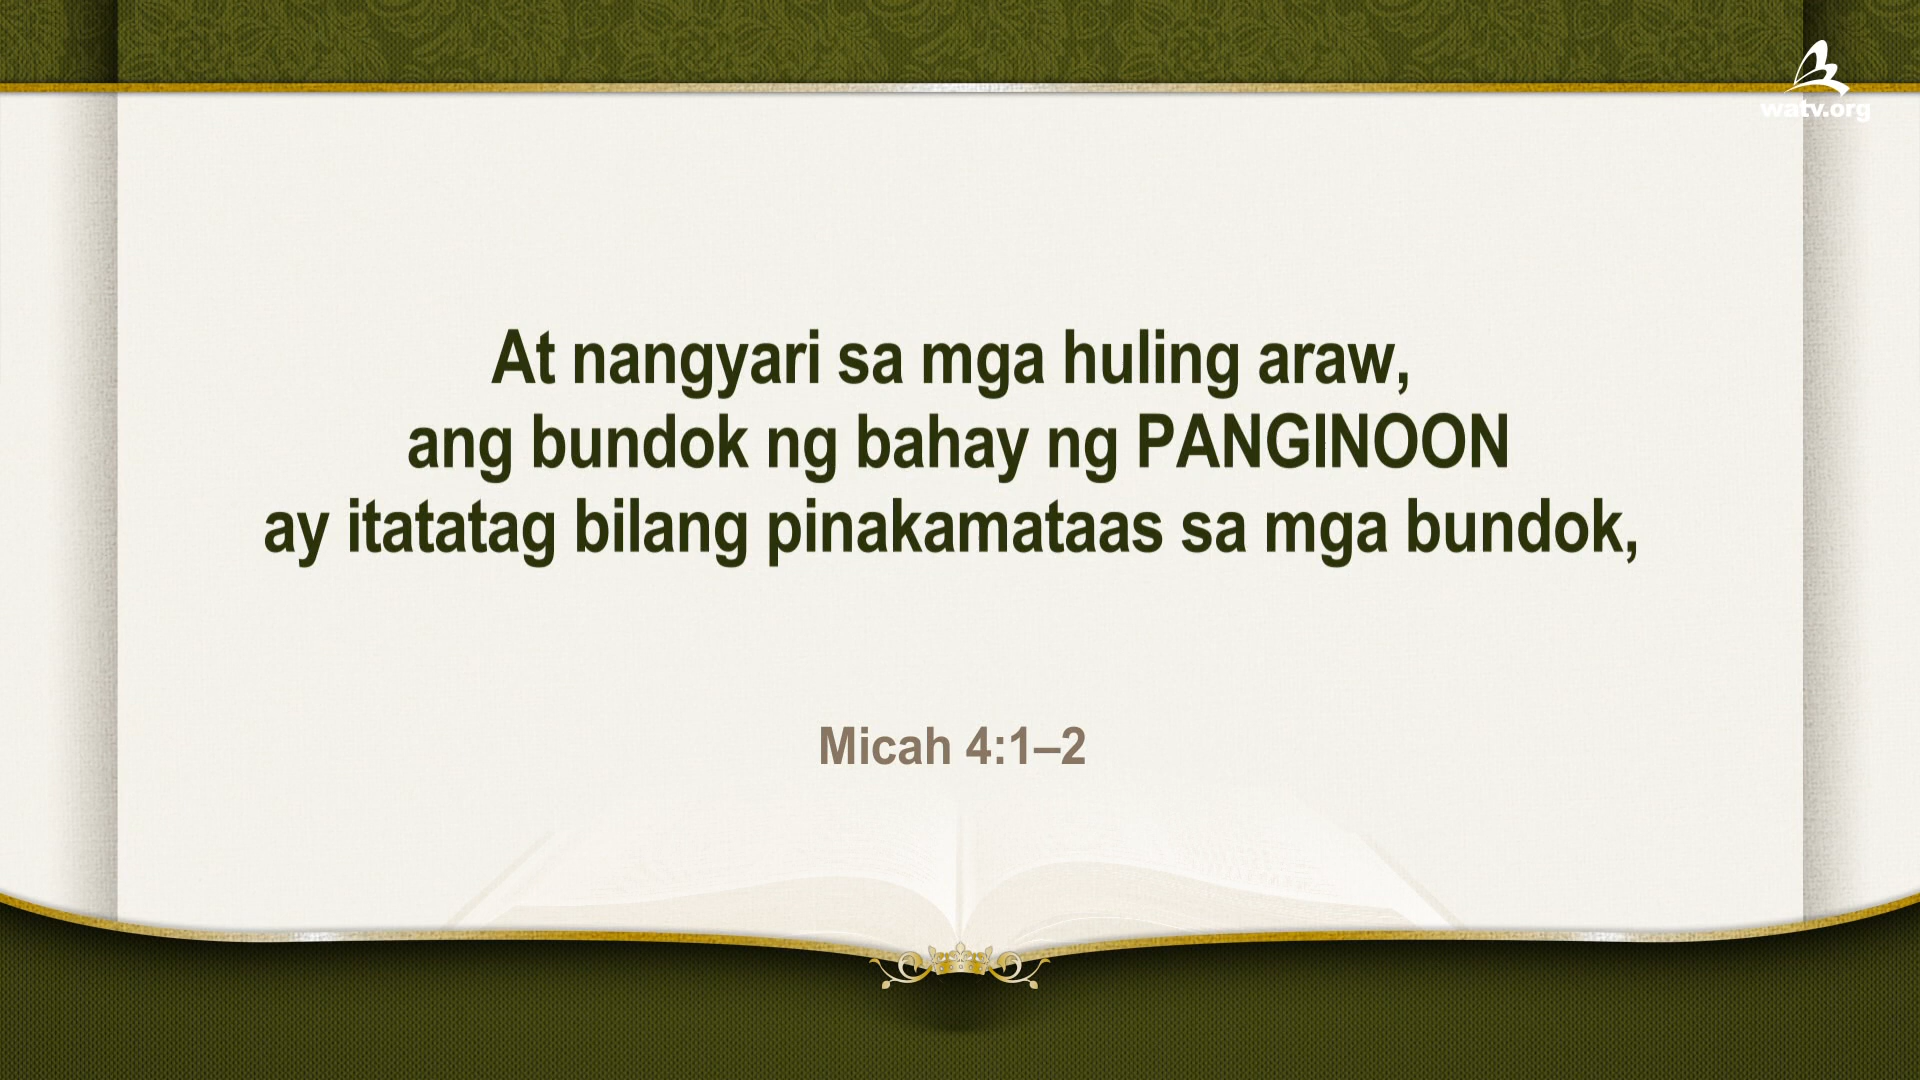 watv.org
At nangyari sa mga huling araw,
ang bundok ng bahay ng PANGINOON
ay itatatag bilang pinakamataas sa mga bundok,
Micah 4:1–2